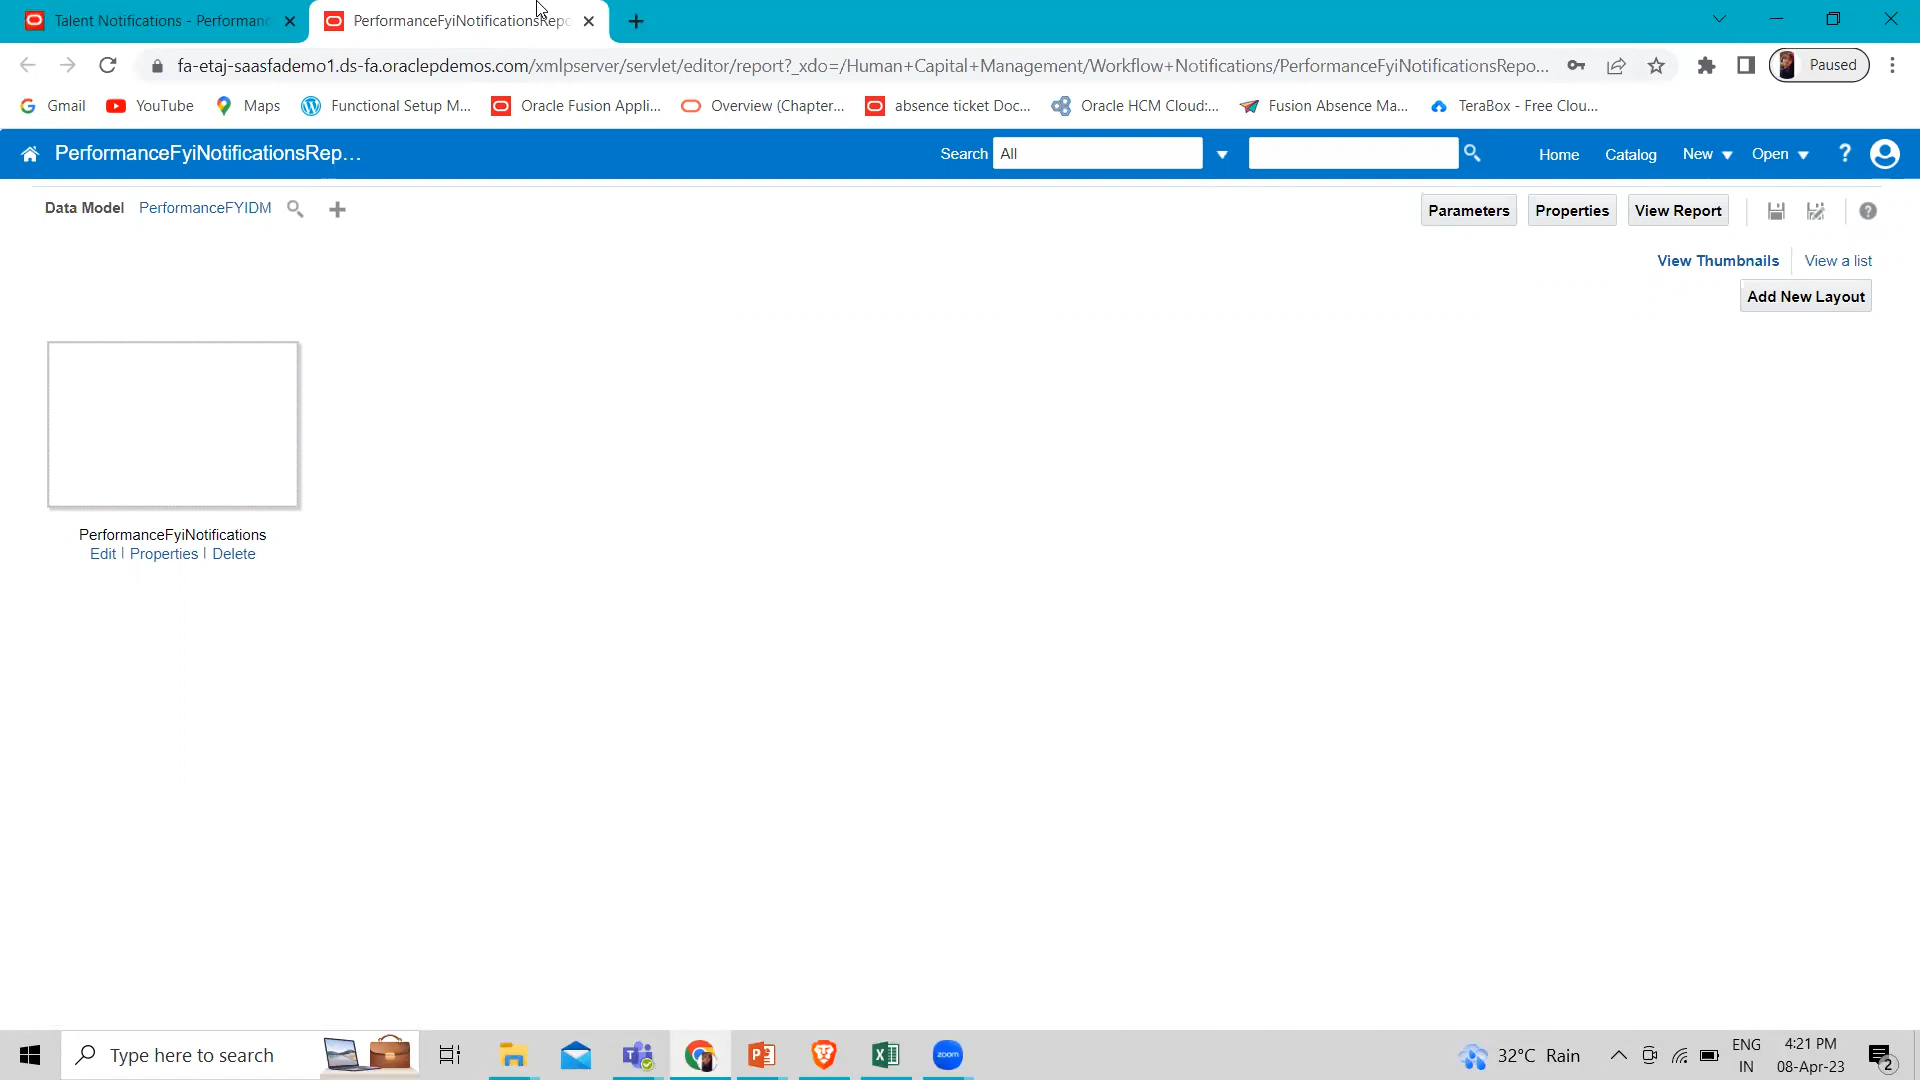 Talent Notifications - Performanc
PerformanceFyiNotificationsRepo
fa-etaj-saasfademo1.ds-fa.oraclepdemos.com/xmlpserver/servlet/editor/report?_xdo=/Human+Capital+Management/Workflow+Notifications/PerformanceFyiNotificationsRepo...
Paused
Gmail
YouTube
Maps
Functional Setup M...
Oracle Fusion Appli...
Overview (Chapter...
absence ticket Doc...
Oracle HCM Cloud:...
Fusion Absence Ma...
TeraBox - Free Clou...
PerformanceFyiNotificationsRep...
Search
All
Home
Catalog
New
Open
?
Data Model
PerformanceFYIDM
Parameters
Properties
View Report
View Thumbnails
View a list
Add New Layout
PerformanceFyiNotifications
Edit | Properties | Delete
Type here to search
zoom
32°C Rain
ENG
IN
4:21 PM
08-Apr-23
2